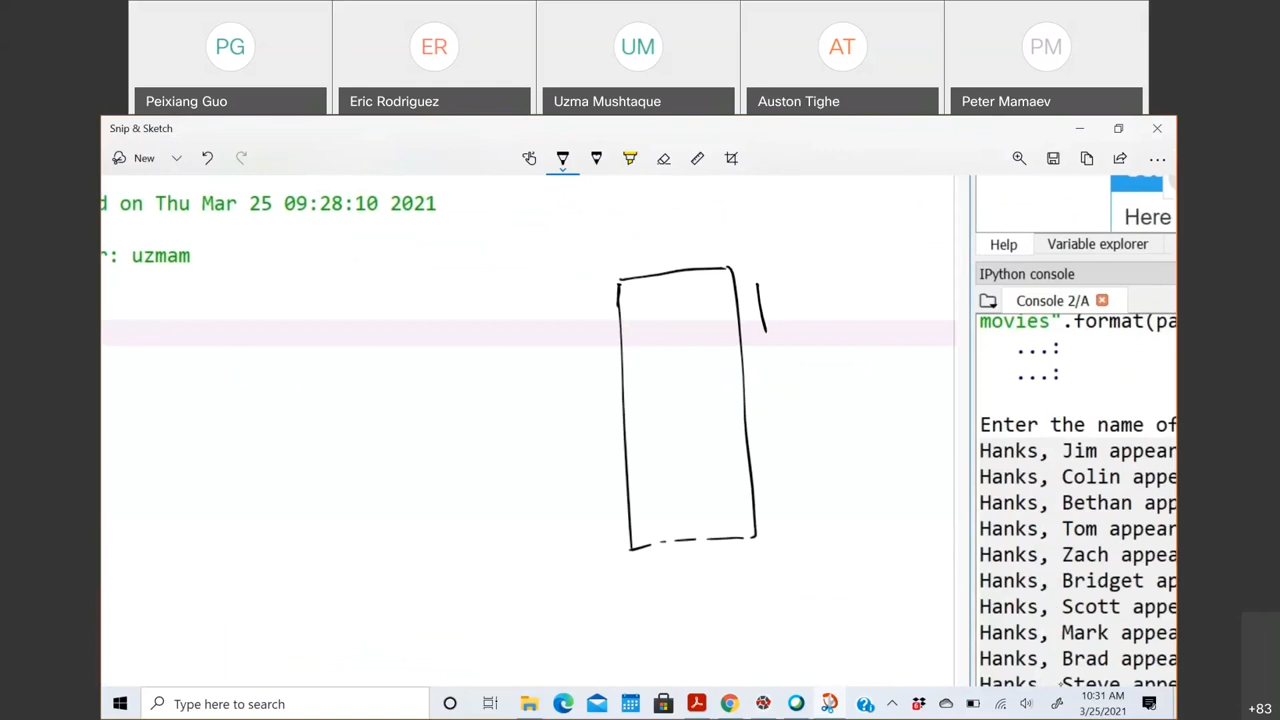 PG
ER
UM
AT
PM
Peixiang Guo
Eric Rodriguez
Uzma Mushtaque
Auston Tighe
Peter Mamaev
Snip & Sketch
New
d on Thu Mar 25 09:28:10 2021
r: uzmam
Here
Help
Variable explorer
IPython console
Console 2/A
movies".format(pa
...:
...:
Enter the name of
Hanks, Jim appear
Hanks, Colin appe
Hanks, Bethan app
Hanks, Tom appear
Hanks, Zach appea
Hanks, Bridget ap
Hanks, Scott appe
Hanks, Mark appea
Hanks, Brad appea
Hanks, Steve appe
Type here to search
10:31 AM
3/25/2021
+83